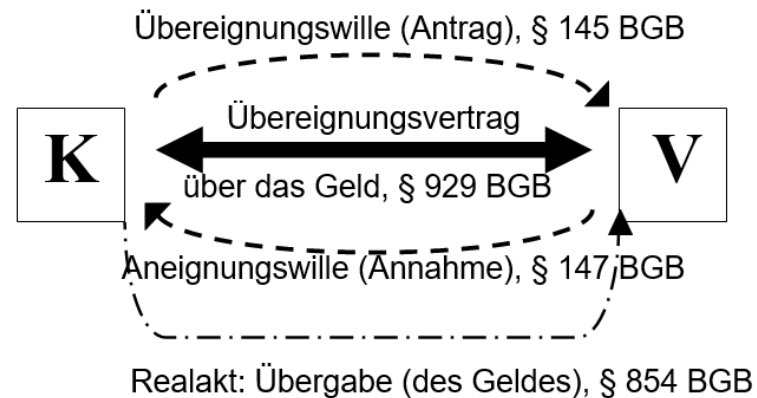 Übereignungswille (Antrag), § 145 BGB
K
Übereignungsvertrag
V
über das Geld, § 929 BGB
Aneignungswille (Annahme), § 147 BGB
Realakt: Übergabe (des Geldes), § 854 BGB